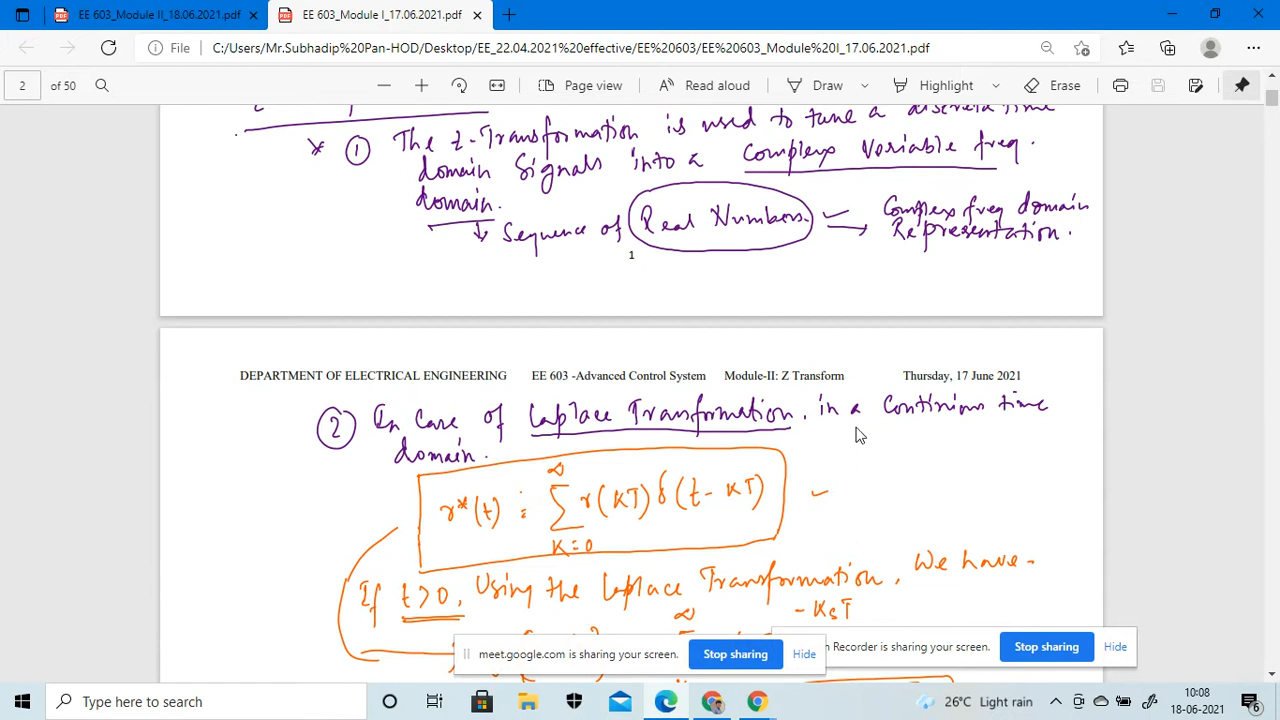 EE 603_Module II_18.06.2021.pdf
EE 603_Module I_17.06.2021.pdf
File
C:/Users/Mr.Subhadip%20Pan-HOD/Desktop/EE_22.04.2021%20effective/EE%20603/EE%20603_Module%20I_17.06.2021.pdf
2 of 50
Page view
Read aloud
Draw
Highlight
Erase
* ① The Z-Transformation is used to tune a discrete time
domain signals into a Complex Variable freq.
domain.
↓ Sequence of Real Numbers. → Complex freq domain
Representation.
1
DEPARTMENT OF ELECTRICAL ENGINEERING EE 603 -Advanced Control System Module-II: Z Transform Thursday, 17 June 2021
② In Case of Laplace Transformation, in a Continious time
domain.
r*(t) = ∑ r(KT) δ(t - KT)
∞
K=0
If t>0, Using the Laplace Transformation, We have-
∞ -KsT
meet.google.com is sharing your screen.
Stop sharing
Hide
n Recorder is sharing your screen.
Stop sharing
Hide
Type here to search
26°C Light rain
10:08
18-06-2021
6